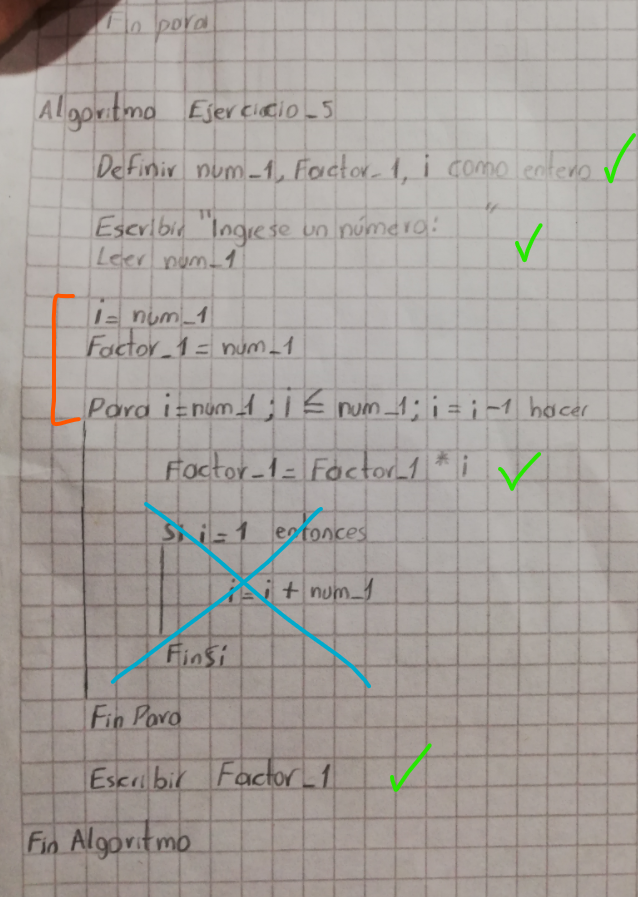 Fin para
Algoritmo Ejercicio_5
Definir num_1, Factor_1, i como entero
Escribir "Ingrese un número: "
Leer num_1
i = num_1
Factor_1 = num_1
Para i = num_1 ; i ≤ num_1 ; i = i - 1 hacer
Factor_1 = Factor_1 * i
Si i = 1 entonces
i = i + num_1
FinSi
Fin Para
Escribir Factor_1
Fin Algoritmo